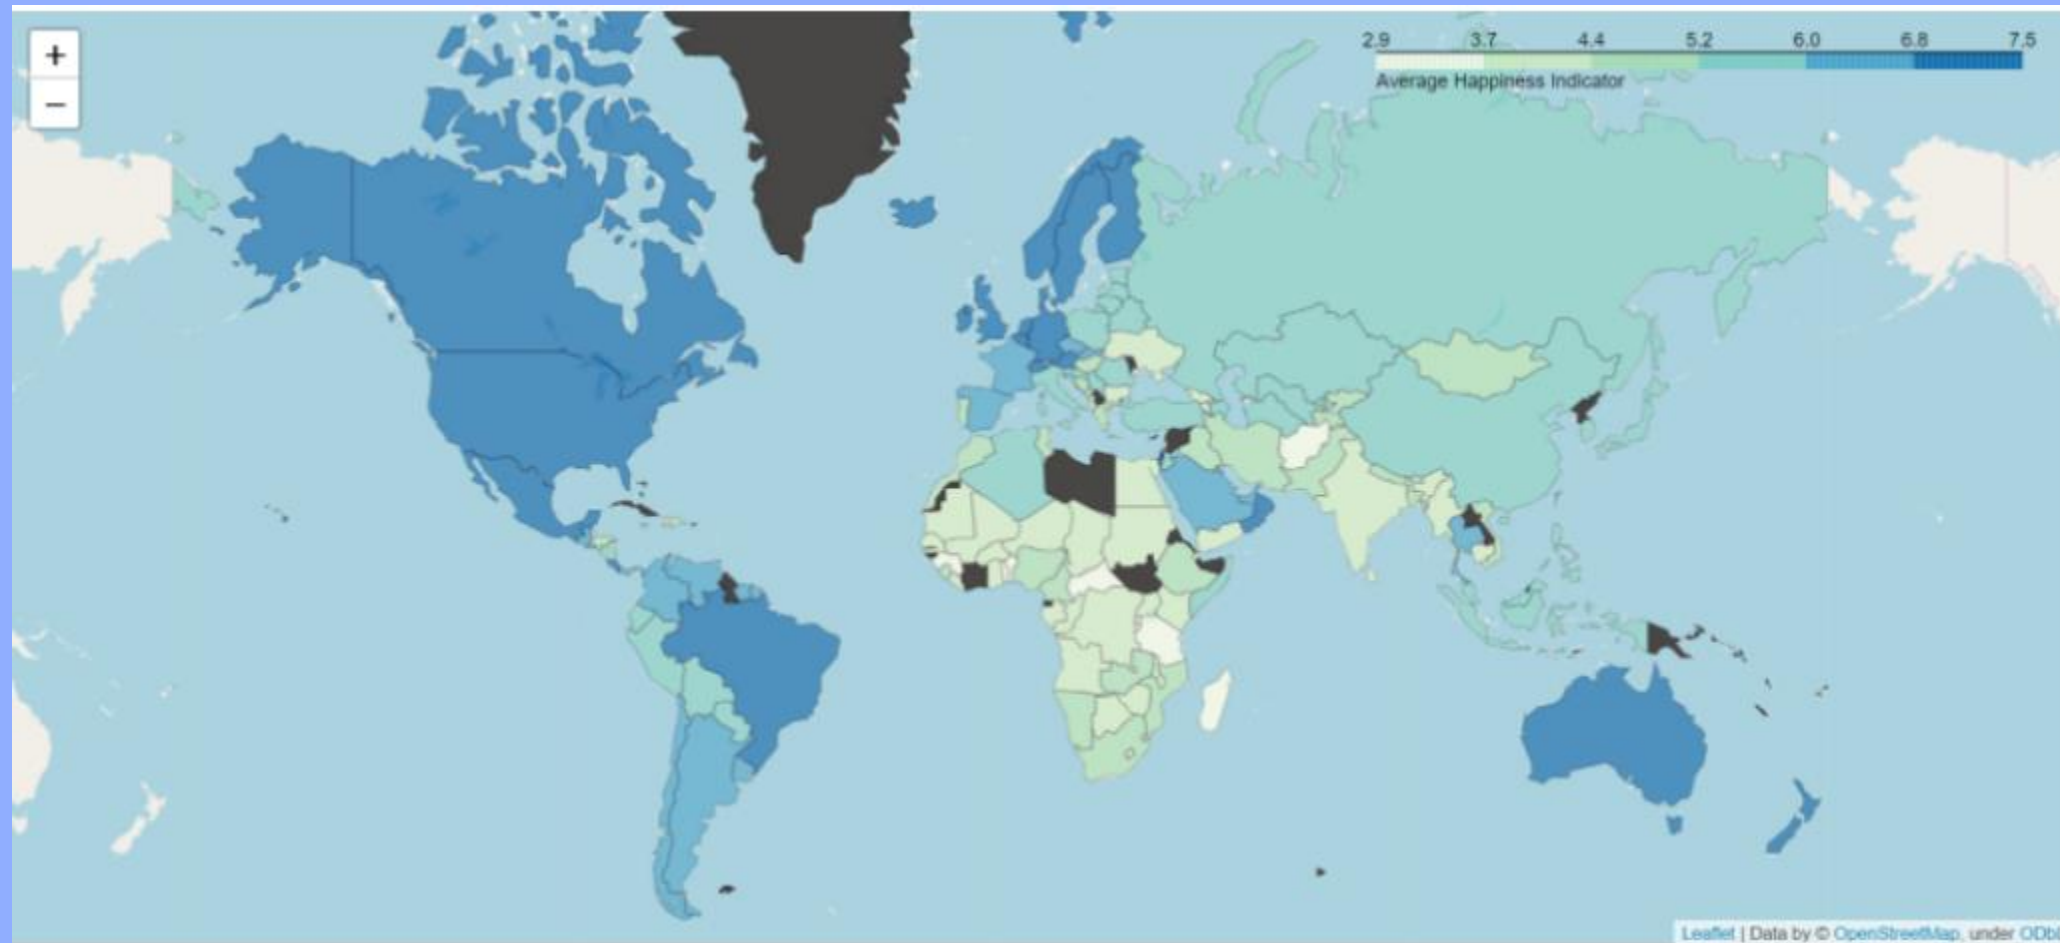 +
−
2.9 3.7 4.4 5.2 6.0 6.8 7.5
Average Happiness Indicator
Leaflet | Data by © OpenStreetMap, under ODbl